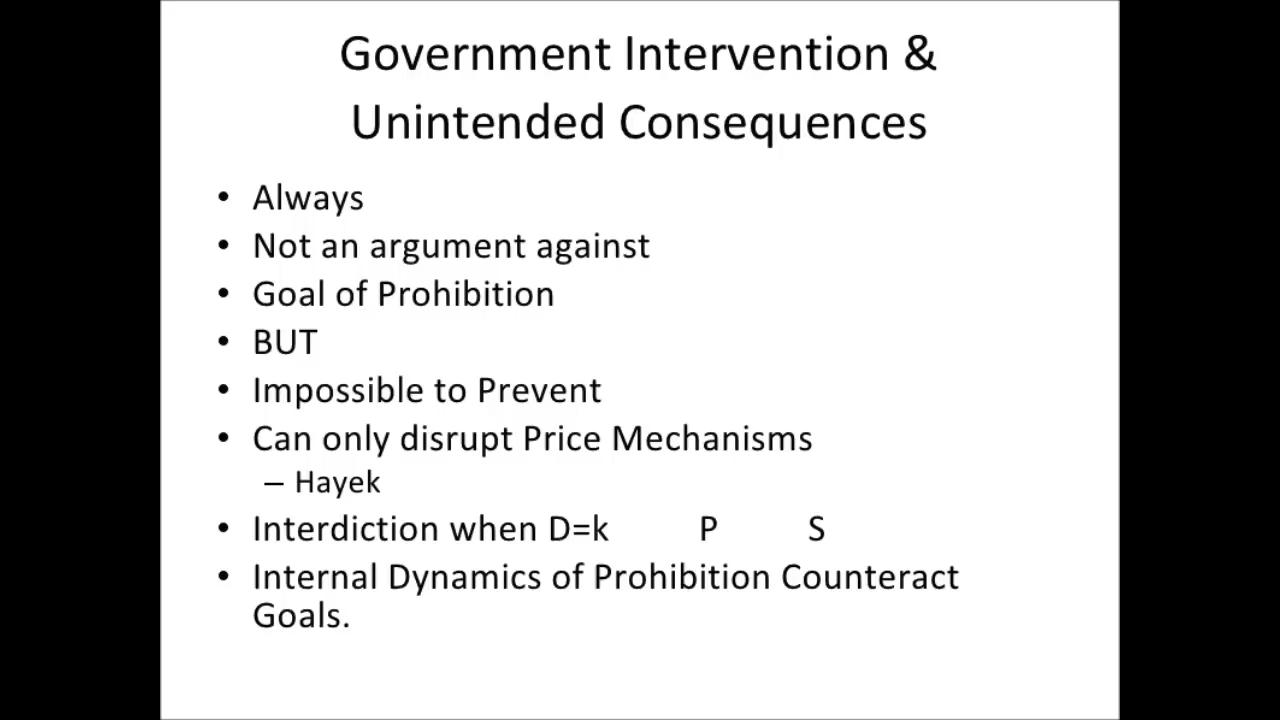 Government Intervention &
Unintended Consequences
• Always
• Not an argument against
• Goal of Prohibition
• BUT
• Impossible to Prevent
• Can only disrupt Price Mechanisms
– Hayek
• Interdiction when D=k P S
• Internal Dynamics of Prohibition Counteract
Goals.